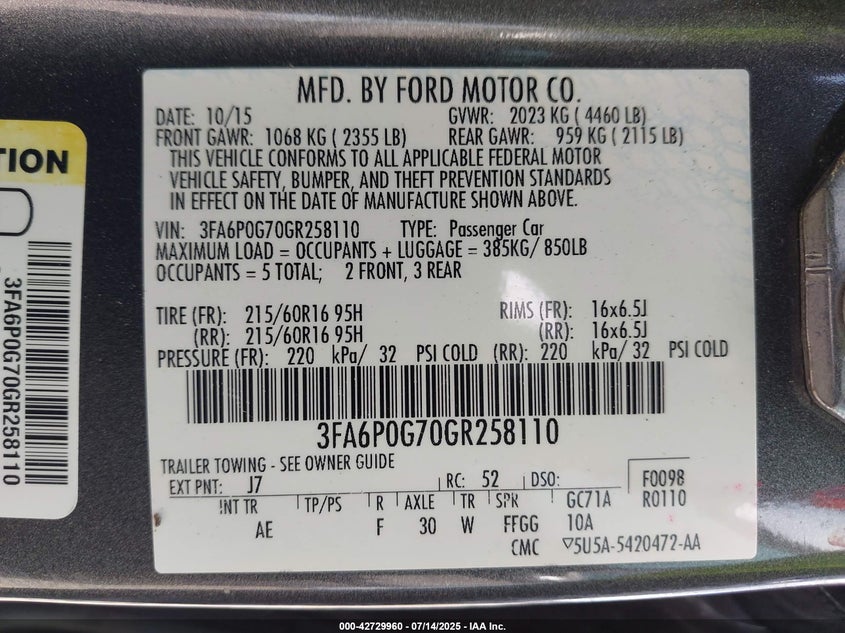 MFD. BY FORD MOTOR CO.
DATE: 10/15 GVWR: 2023 KG ( 4460 LB)
FRONT GAWR: 1068 KG ( 2355 LB) REAR GAWR: 959 KG ( 2115 LB)
THIS VEHICLE CONFORMS TO ALL APPLICABLE FEDERAL MOTOR
VEHICLE SAFETY, BUMPER, AND THEFT PREVENTION STANDARDS
IN EFFECT ON THE DATE OF MANUFACTURE SHOWN ABOVE.
VIN: 3FA6P0G70GR258110 TYPE: Passenger Car
MAXIMUM LOAD = OCCUPANTS + LUGGAGE = 385KG/ 850LB
OCCUPANTS = 5 TOTAL; 2 FRONT, 3 REAR
TIRE (FR): 215/60R16 95H RIMS (FR): 16x6.5J
(RR): 215/60R16 95H (RR): 16x6.5J
PRESSURE (FR): 220 kPa/ 32 PSI COLD (RR): 220 kPa/ 32 PSI COLD
3FA6P0G70GR258110
TRAILER TOWING - SEE OWNER GUIDE
EXT PNT: J7 RC: 52 DSO: F0098
INT TR TP/PS R AXLE TR SPR GC71A R0110
AE F 30 W FFGG 10A
CMC 5U5A-5420472-AA
TION
3FA6P0G70GR258110
000-42729960 - 07/14/2025 - IAA Inc.